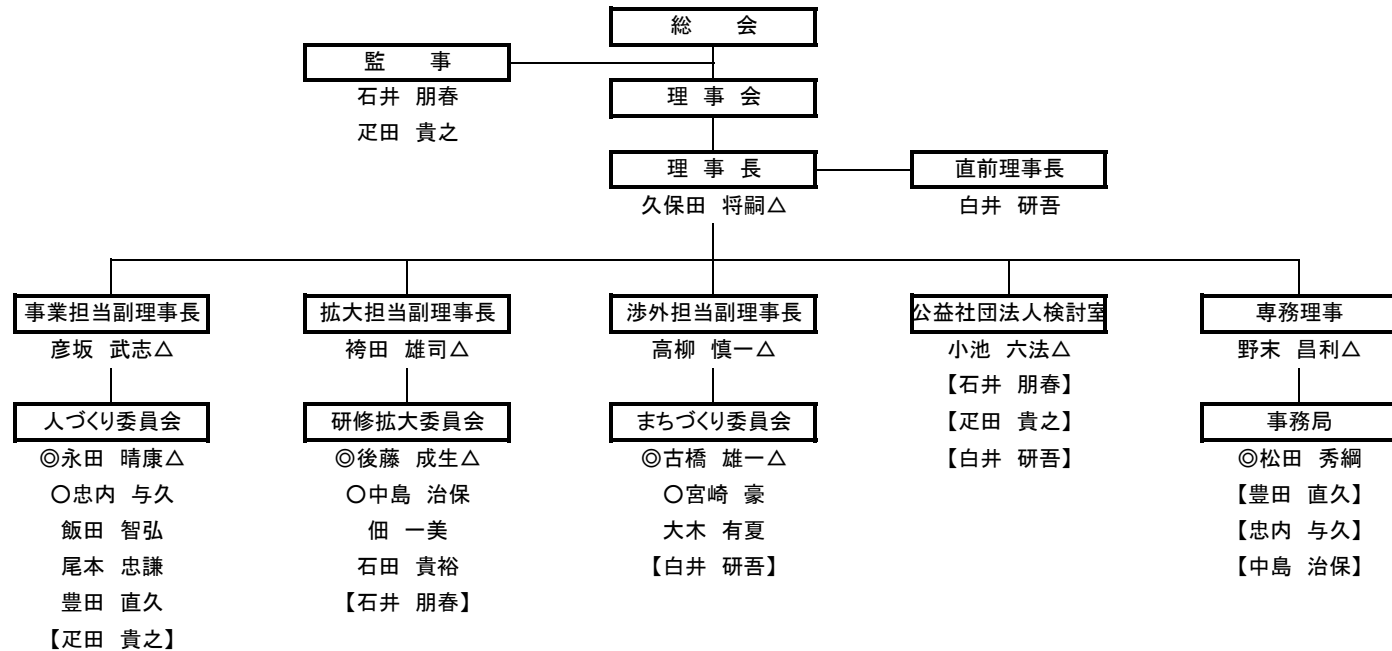 総　会
監　事
石井 朋春
疋田 貴之
理 事 会
理 事 長
久保田 将嗣△
直前理事長
白井 研吾
事業担当副理事長
彦坂 武志△
人づくり委員会
◎永田 晴康△
〇忠内 与久
飯田 智弘
尾本 忠謙
豊田 直久
【疋田 貴之】
拡大担当副理事長
袴田 雄司△
研修拡大委員会
◎後藤 成生△
〇中島 治保
佃 一美
石田 貴裕
【石井 朋春】
渉外担当副理事長
高柳 慎一△
まちづくり委員会
◎古橋 雄一△
〇宮崎 豪
大木 有夏
【白井 研吾】
公益社団法人検討室
小池 六法△
【石井 朋春】
【疋田 貴之】
【白井 研吾】
専務理事
野末 昌利△
事務局
◎松田 秀綱
【豊田 直久】
【忠内 与久】
【中島 治保】